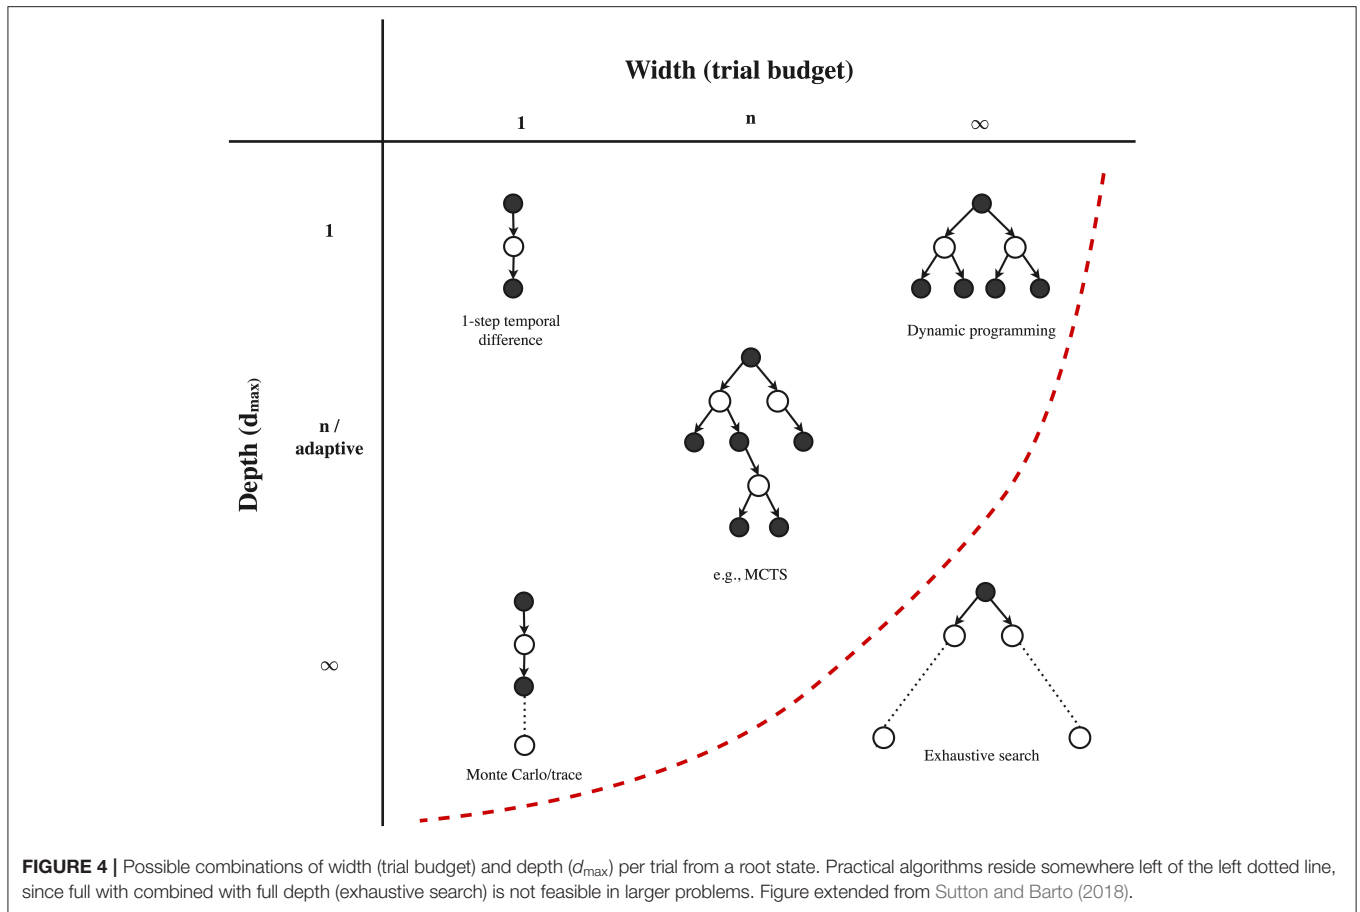 Width (trial budget)
1
n
∞
Depth (dmax)
1
1-step temporal
difference
Dynamic programming
n /
adaptive
e.g., MCTS
∞
Monte Carlo/trace
Exhaustive search
FIGURE 4 | Possible combinations of width (trial budget) and depth (dmax) per trial from a root state. Practical algorithms reside somewhere left of the left dotted line,
since full with combined with full depth (exhaustive search) is not feasible in larger problems. Figure extended from Sutton and Barto (2018).